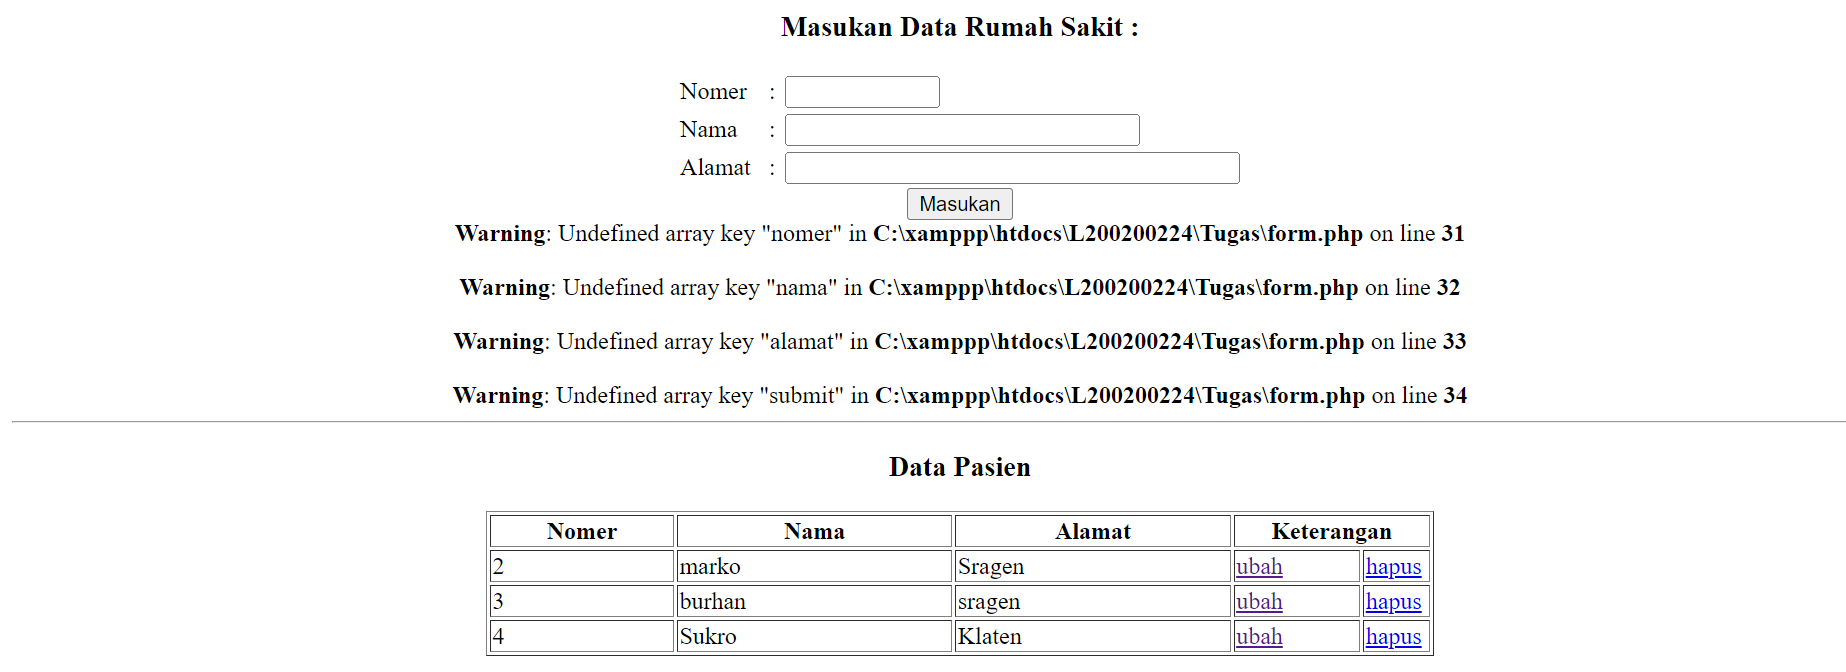 Masukan Data Rumah Sakit :
Nomer :
Nama :
Alamat :
Masukan
Warning: Undefined array key "nomer" in C:\xamppp\htdocs\L200200224\Tugas\form.php on line 31
Warning: Undefined array key "nama" in C:\xamppp\htdocs\L200200224\Tugas\form.php on line 32
Warning: Undefined array key "alamat" in C:\xamppp\htdocs\L200200224\Tugas\form.php on line 33
Warning: Undefined array key "submit" in C:\xamppp\htdocs\L200200224\Tugas\form.php on line 34
Data Pasien
Nomer Nama Alamat Keterangan
2 marko Sragen ubah hapus
3 burhan sragen ubah hapus
4 Sukro Klaten ubah hapus